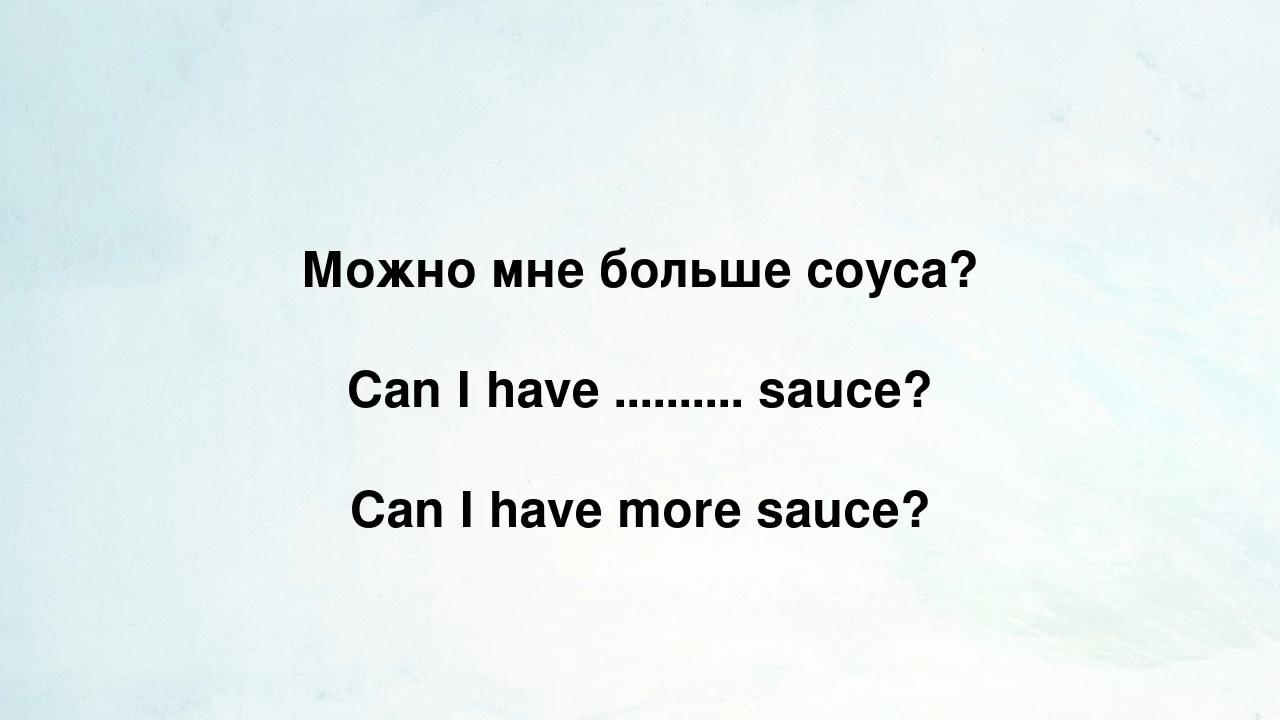 Можно мне больше соуса?
Can I have .......... sauce?
Can I have more sauce?